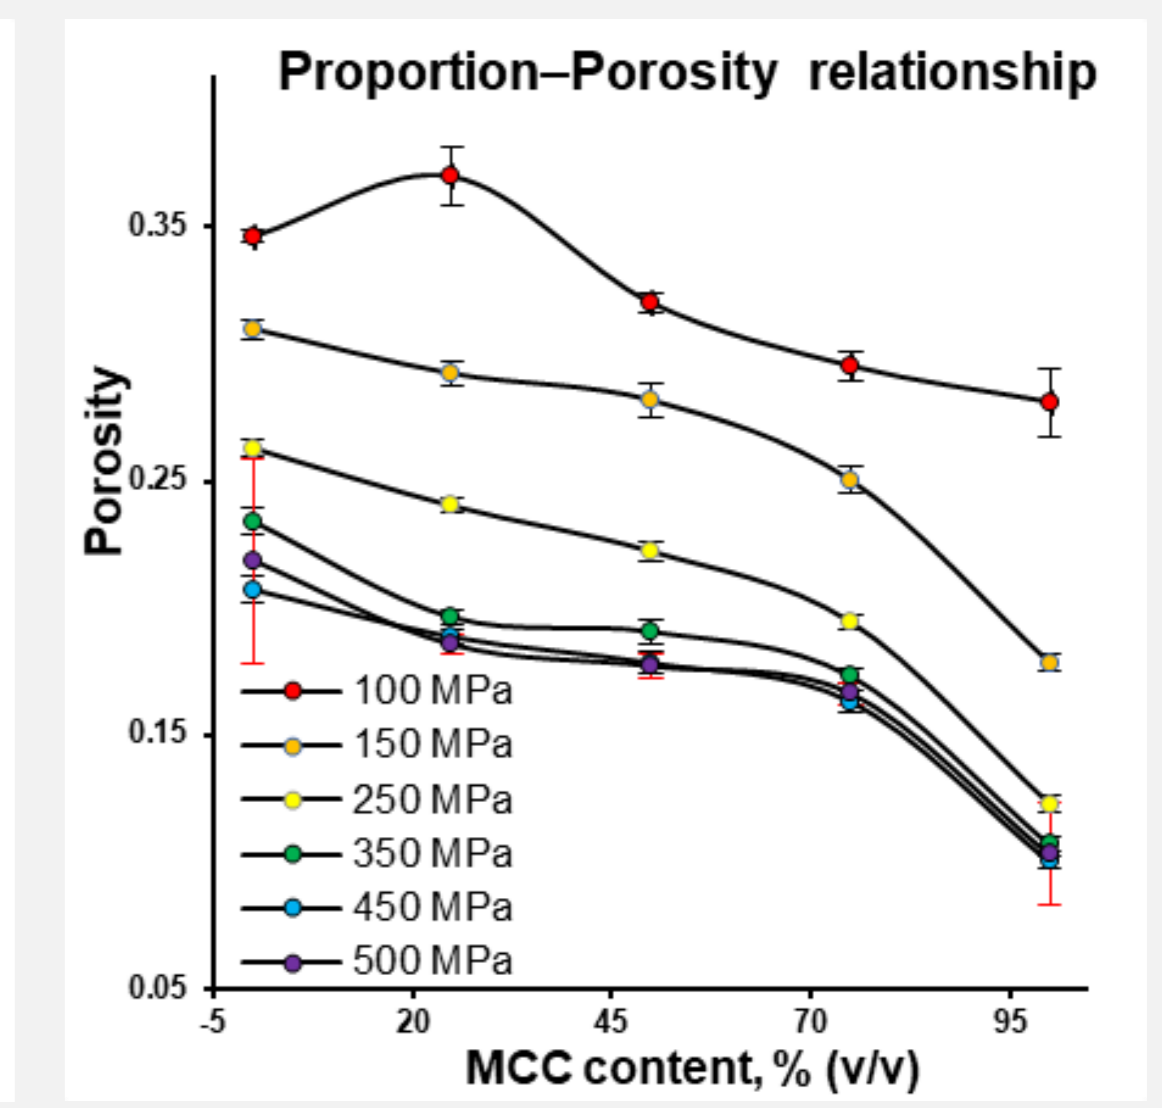 Proportion–Porosity relationship
0.35
0.25
0.15
0.05
Porosity
100 MPa
150 MPa
250 MPa
350 MPa
450 MPa
500 MPa
-5 20 45 70 95
MCC content, % (v/v)